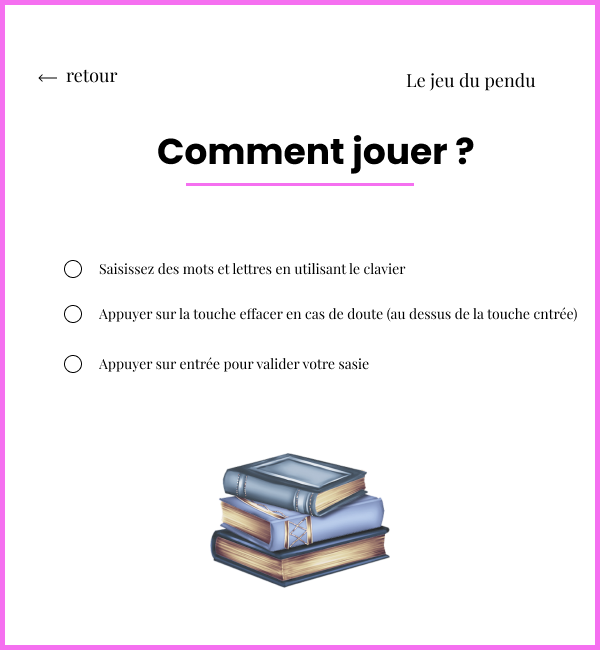 ← retour
Le jeu du pendu
Comment jouer ?
Saisissez des mots et lettres en utilisant le clavier
Appuyer sur la touche effacer en cas de doute (au dessus de la touche cntrée)
Appuyer sur entrée pour valider votre sasie